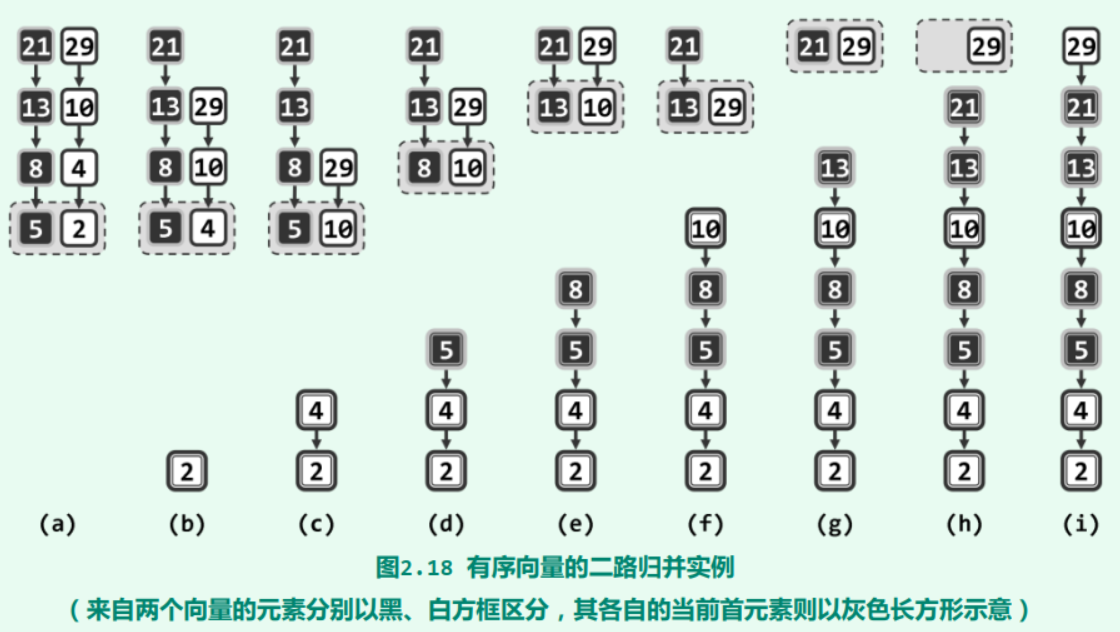 21 29 21 21 21 21 29 21 21 29 29 29
13 10 13 29 13 13 29 13 10 13 29 21 21
8 4 8 10 8 29 8 10 13 13 13
5 2 5 4 5 10 10 10 10 10
8 8 8 8 8
5 5 5 5 5 5
4 4 4 4 4 4 4
2 2 2 2 2 2 2 2
(a) (b) (c) (d) (e) (f) (g) (h) (i)
图2.18 有序向量的二路归并实例
（来自两个向量的元素分别以黑、白方框区分，其各自的当前首元素则以灰色长方形示意）